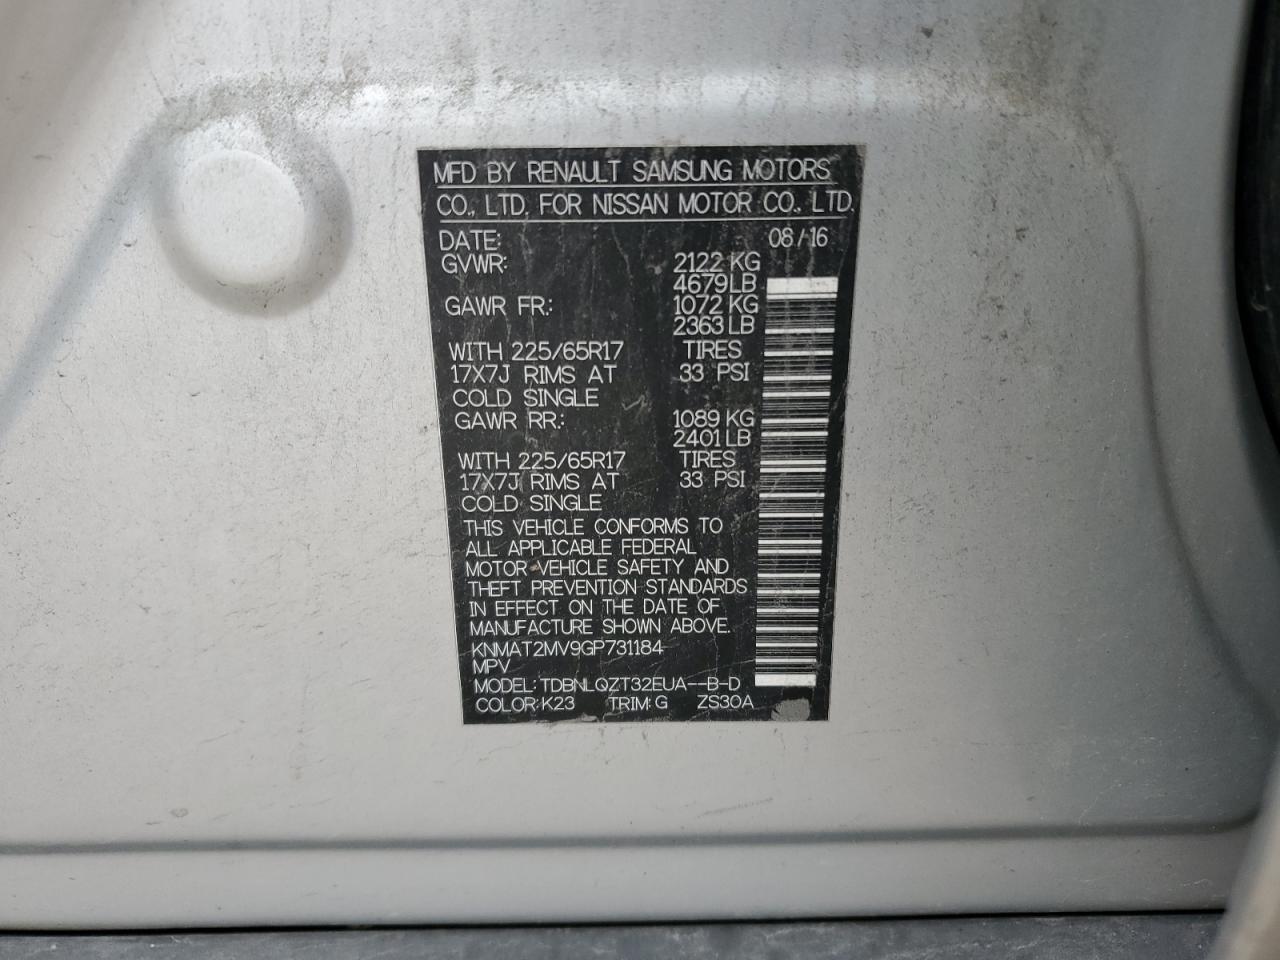 MFD BY RENAULT SAMSUNG MOTORS
CO., LTD. FOR NISSAN MOTOR CO., LTD.
DATE: 08/16
GVWR: 2122 KG
4679 LB
GAWR FR.: 1072 KG
2363 LB
WITH 225/65R17 TIRES
17X7J RIMS AT 33 PSI
COLD SINGLE
GAWR RR.: 1089 KG
2401 LB
WITH 225/65R17 TIRES
17X7J RIMS AT 33 PSI
COLD SINGLE
THIS VEHICLE CONFORMS TO
ALL APPLICABLE FEDERAL
MOTOR VEHICLE SAFETY AND
THEFT PREVENTION STANDARDS
IN EFFECT ON THE DATE OF
MANUFACTURE SHOWN ABOVE.
KNMAT2MV9GP731184
MPV
MODEL: TDBNLQZT32EUA--B-D
COLOR: K23 TRIM: G ZS30A